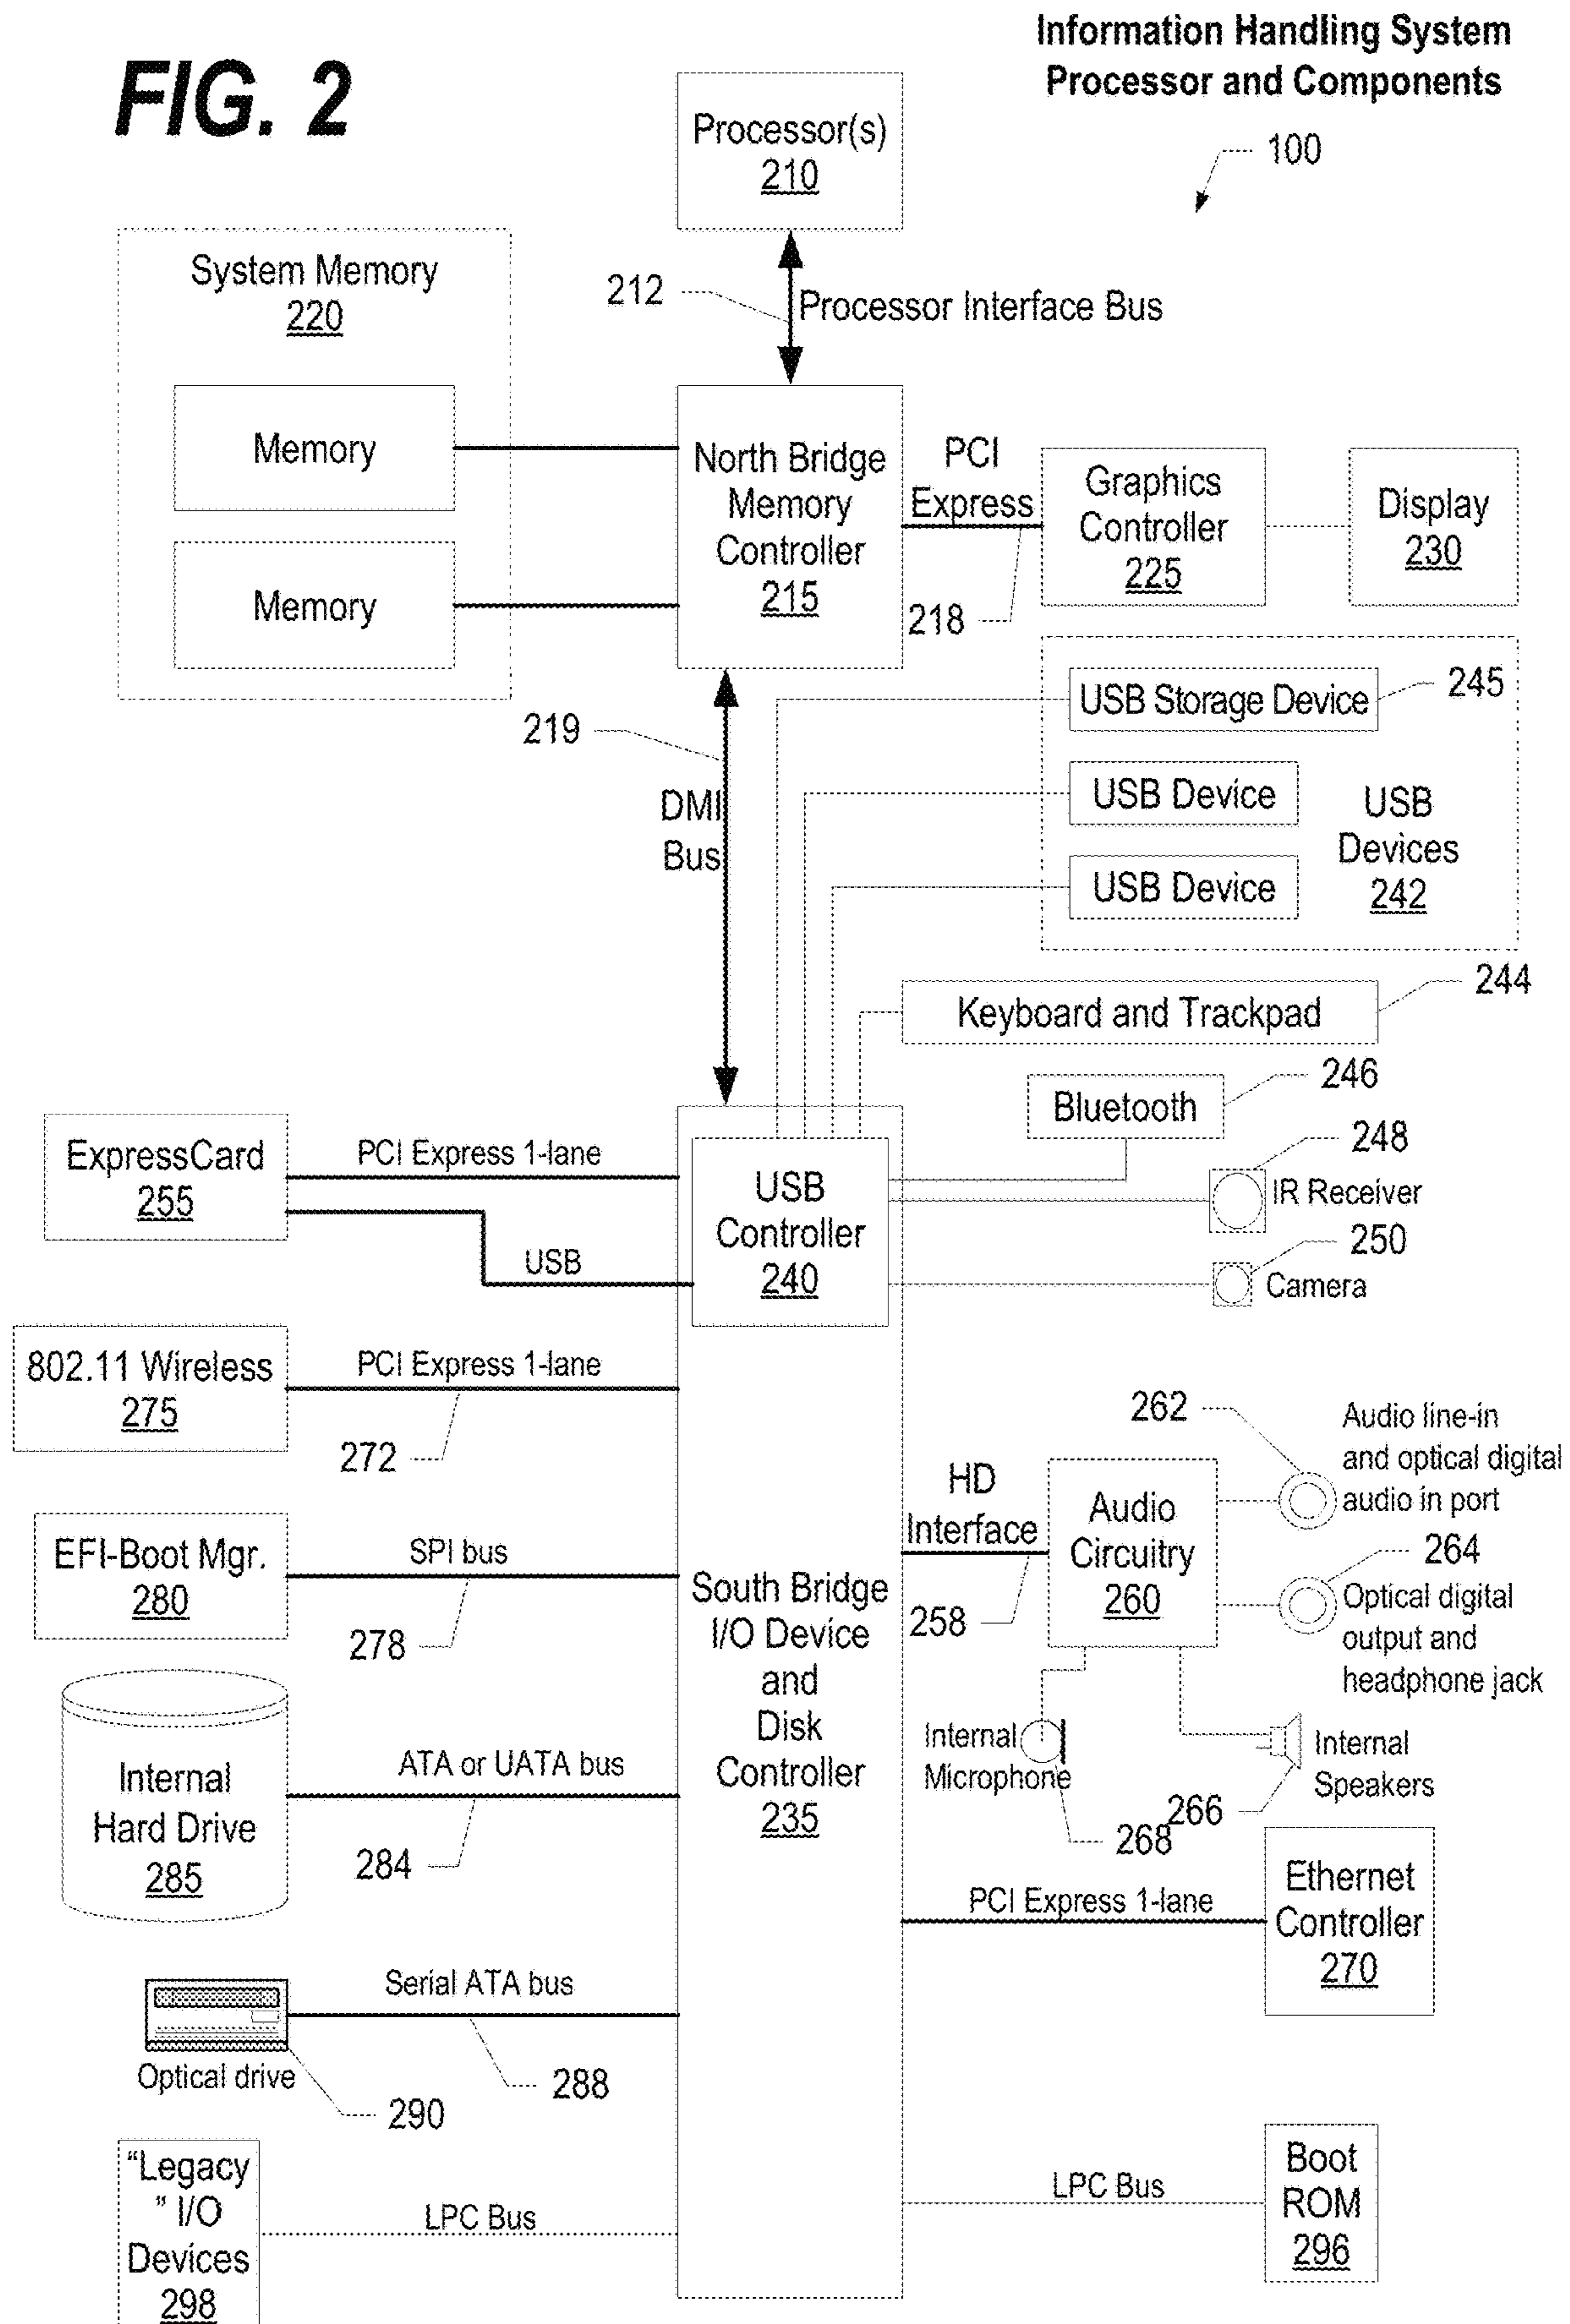 FIG. 2
Information Handling System
Processor and Components
100
Processor(s)
210
212
Processor Interface Bus
System Memory
220
Memory
Memory
North Bridge
Memory
Controller
215
PCI
Express
218
Graphics
Controller
225
Display
230
219
DMI
Bus
USB Storage Device
245
USB Device
USB Device
USB
Devices
242
Keyboard and Trackpad
244
Bluetooth
246
248
IR Receiver
250
Camera
ExpressCard
255
PCI Express 1-lane
USB
USB
Controller
240
802.11 Wireless
275
PCI Express 1-lane
272
EFI-Boot Mgr.
280
SPI bus
278
South Bridge
I/O Device
and
Disk
Controller
235
HD
Interface
258
Audio
Circuitry
260
262
Audio line-in
and optical digital
audio in port
264
Optical digital
output and
headphone jack
Internal
Microphone
268
Internal
Speakers
266
Internal
Hard Drive
285
ATA or UATA bus
284
PCI Express 1-lane
Ethernet
Controller
270
Serial ATA bus
288
Optical drive
290
"Legacy
" I/O
Devices
298
LPC Bus
LPC Bus
Boot
ROM
296